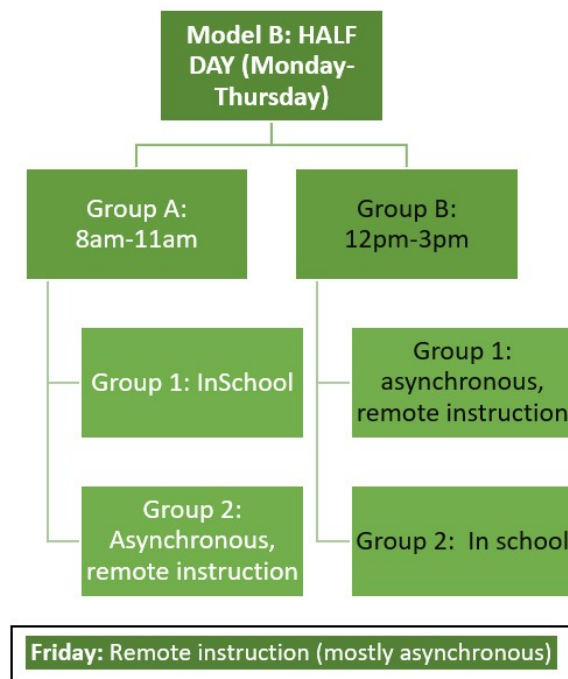 Model B: HALF
DAY (Monday-
Thursday)
Group A:
8am-11am
Group B:
12pm-3pm
Group 1: InSchool
Group 1:
asynchronous,
remote instruction
Group 2:
Asynchronous,
remote instruction
Group 2:  In school
Friday: Remote instruction (mostly asynchronous)